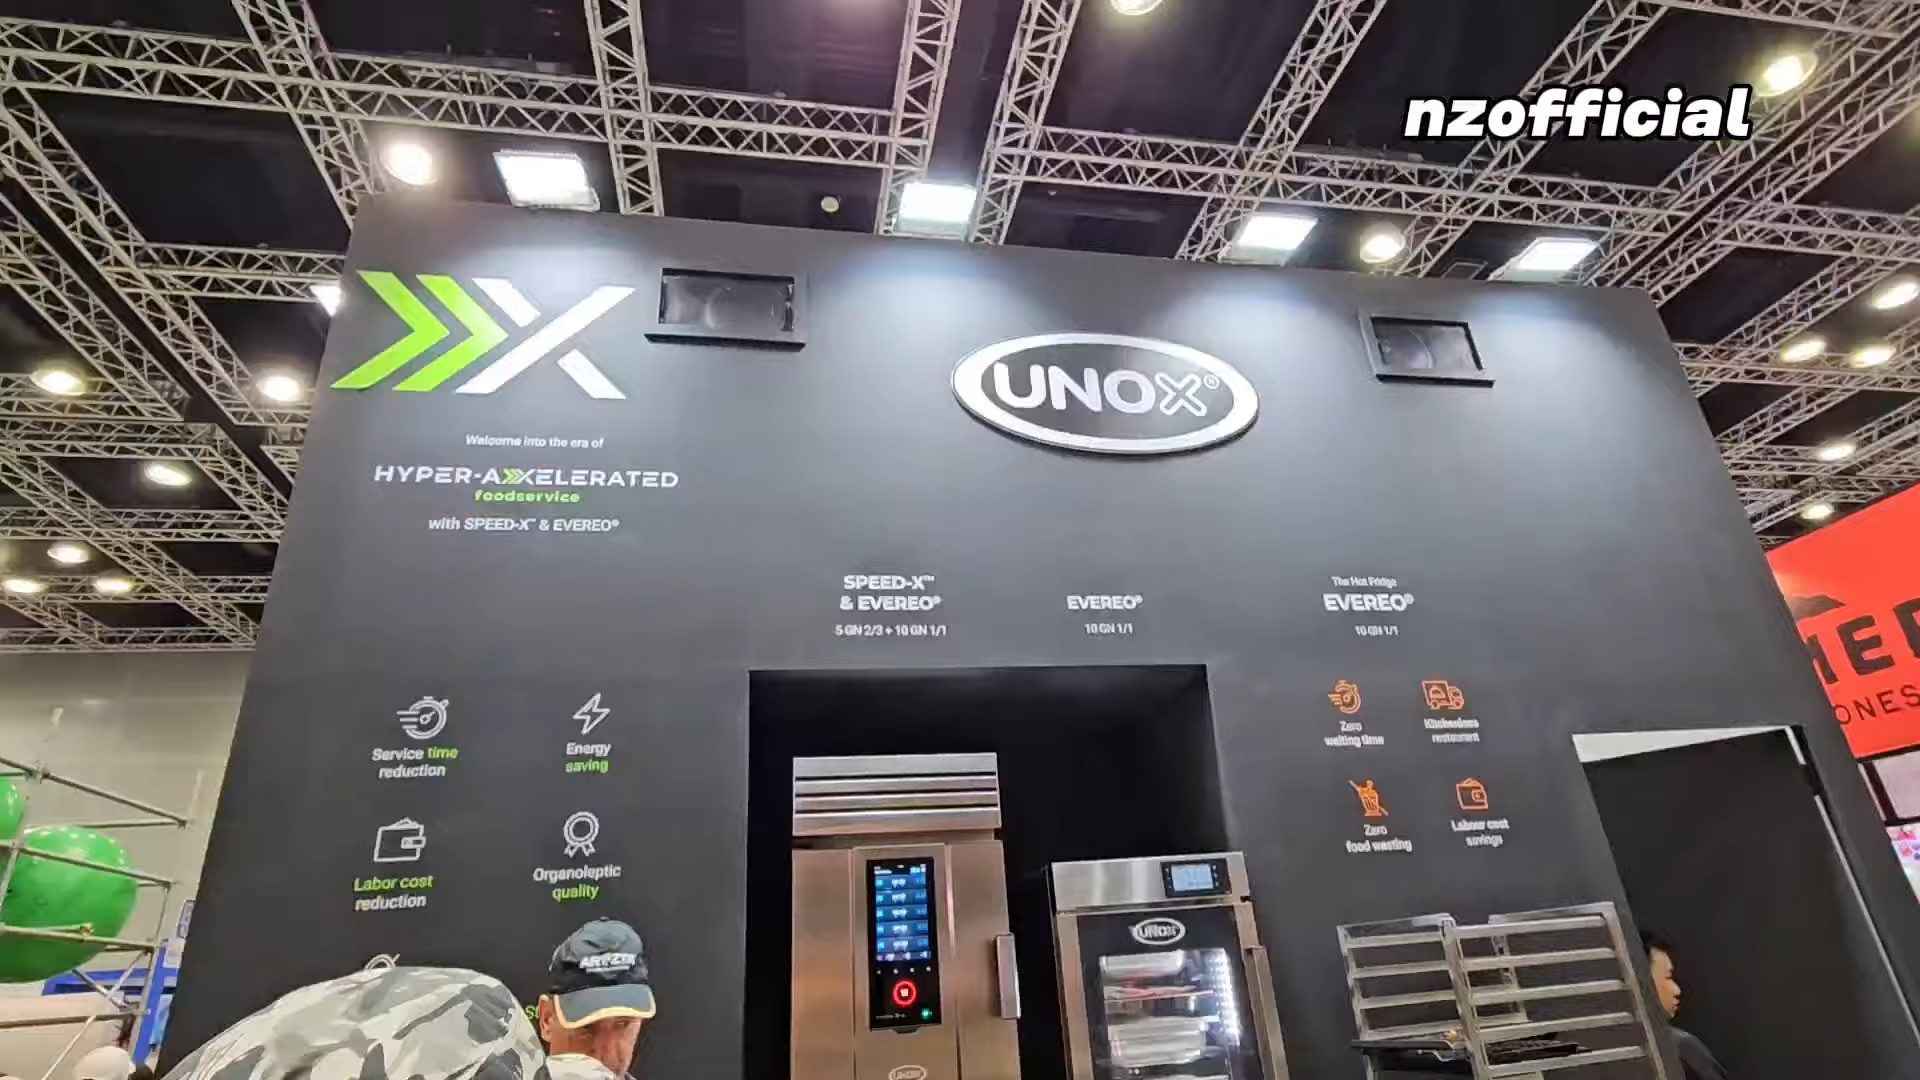 nzofficial
X
UNOX®
Welcome into the era of
HYPER-AXXELERATED
foodservice
with SPEED-X™ & EVEREO®
SPEED-X™
& EVEREO®
5 GN 2/3 + 10 GN 1/1
EVEREO®
10 GN 1/1
The Hot Fridge
EVEREO®
10 GN 1/1
Service time
reduction
Energy
saving
Labor cost
reduction
Organoleptic
quality
Zero
waiting time
Kitchenless
restaurant
Zero
food wasting
Labour cost
savings
UNOX
UNOX